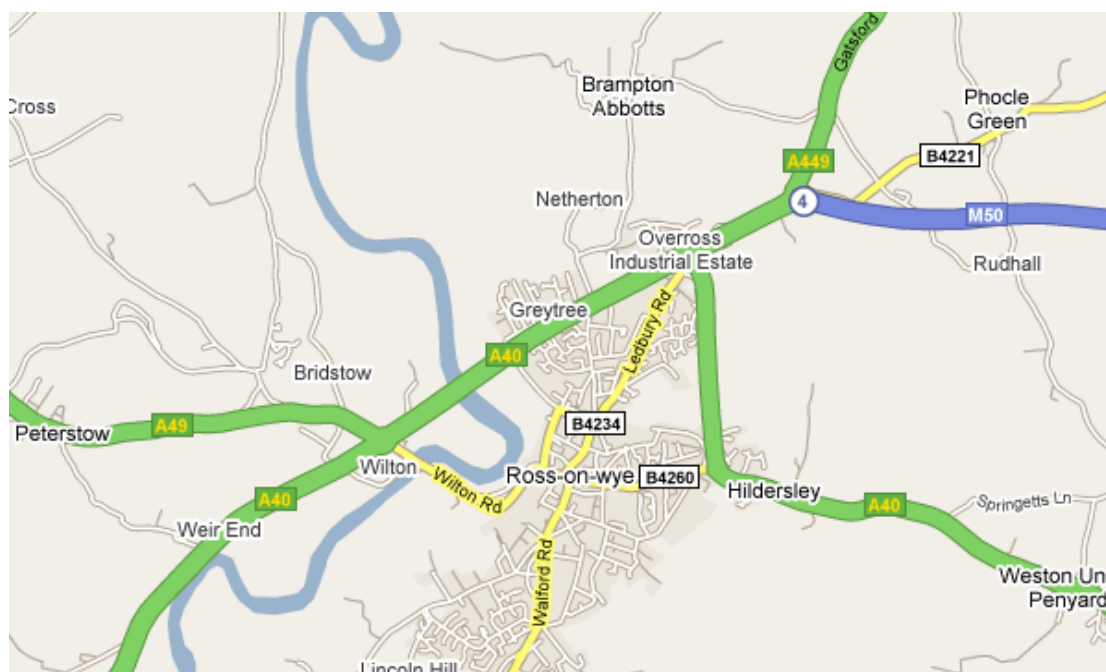 Gatsford
Brampton
Abbotts
Phocle
Green
Cross
B4221
A449
Netherton
4
M50
Overross
Industrial Estate
Rudhall
Greytree
Ledbury Rd
A40
Bridstow
A49
Peterstow
B4234
Wilton
Wilton Rd
Ross-on-wye
B4260
Hildersley
A40
A40
Springetts Ln
Weir End
Walford Rd
Weston Un
Penyard
Lincoln Hill